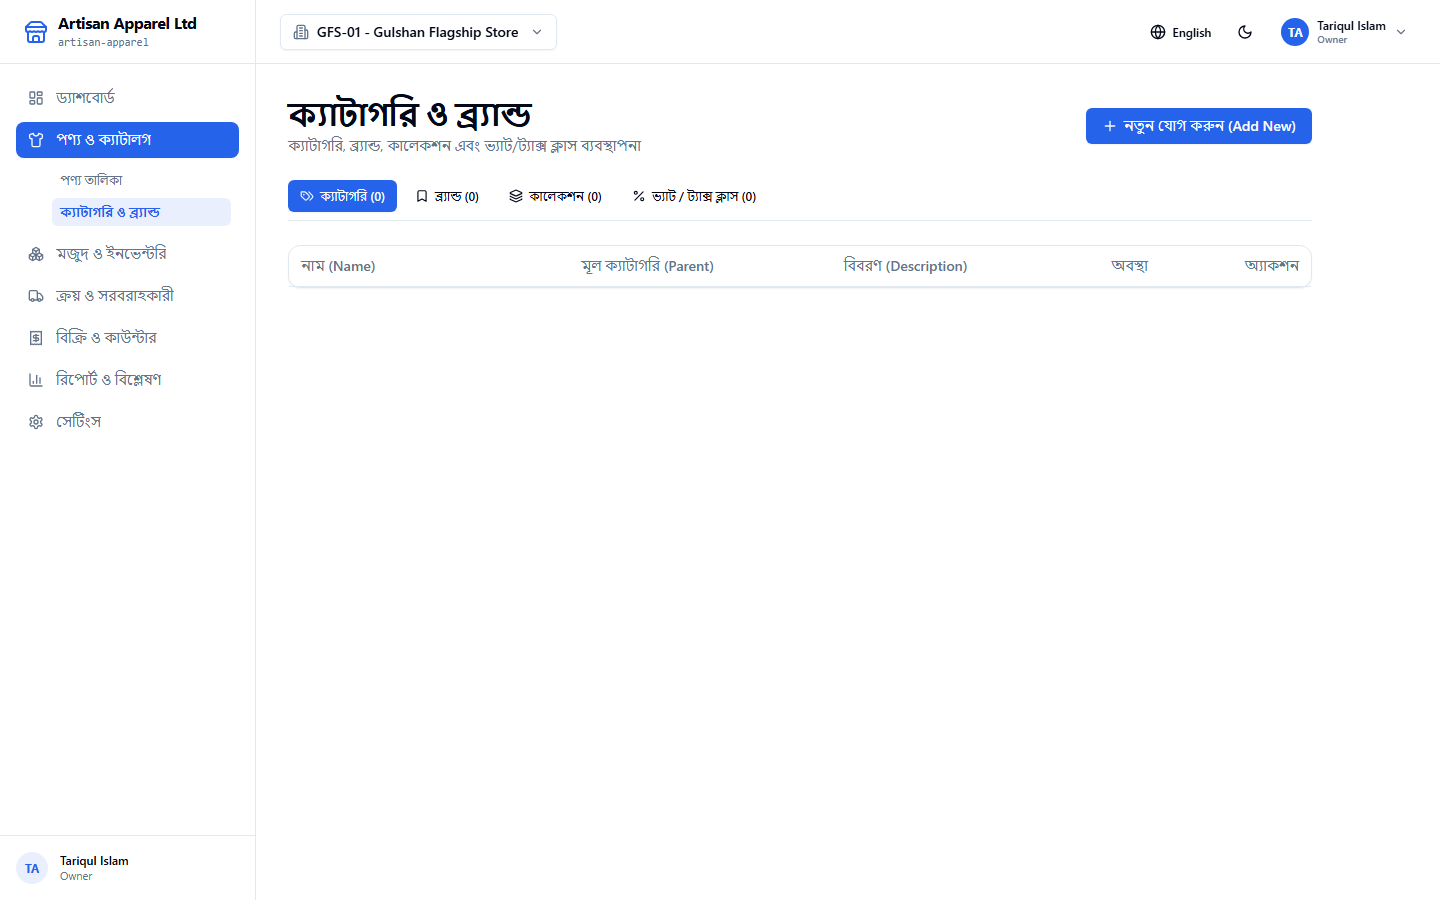 Artisan Apparel Ltd
artisan-apparel
GFS-01 - Gulshan Flagship Store
English
TA
Tariqul Islam
Owner
ড্যাশবোর্ড
পণ্য ও ক্যাটালগ
পণ্য তালিকা
ক্যাটাগরি ও ব্র্যান্ড
মজুদ ও ইনভেন্টরি
ক্রয় ও সরবরাহকারী
বিক্রি ও কাউন্টার
রিপোর্ট ও বিশ্লেষণ
সেটিংস
ক্যাটাগরি ও ব্র্যান্ড
ক্যাটাগরি, ব্র্যান্ড, কালেকশন এবং ভ্যাট/ট্যাক্স ক্লাস ব্যবস্থাপনা
নতুন যোগ করুন (Add New)
ক্যাটাগরি (0) ব্র্যান্ড (0) কালেকশন (0) ভ্যাট / ট্যাক্স ক্লাস (0)
নাম (Name) মূল ক্যাটাগরি (Parent) বিবরণ (Description) অবস্থা অ্যাকশন
TA
Tariqul Islam
Owner